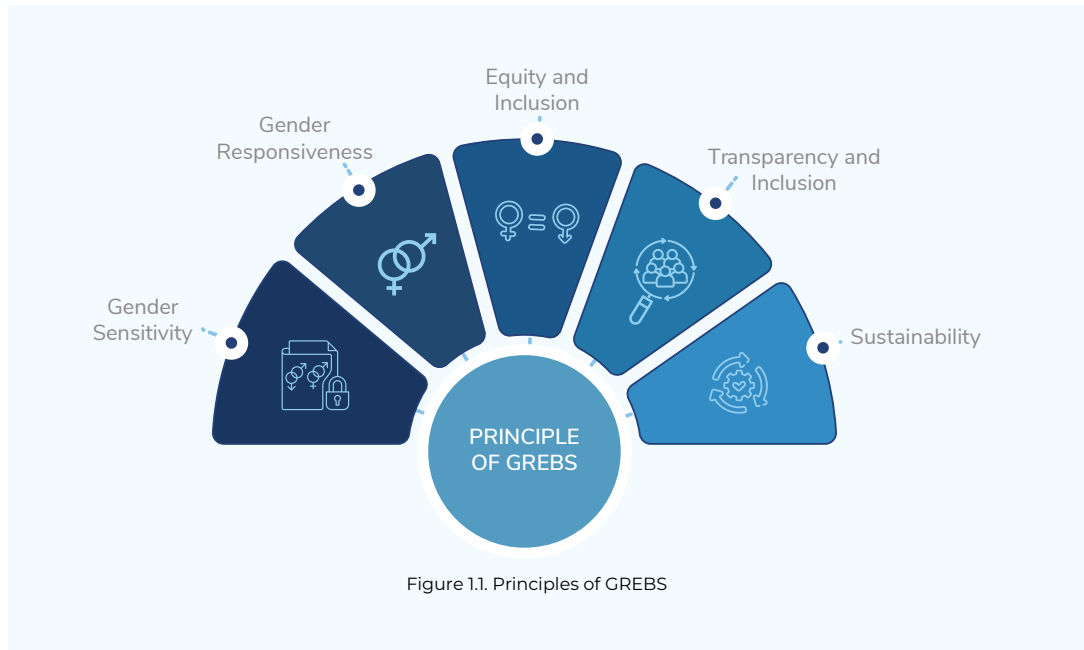 Equity and
Inclusion
Gender
Responsiveness
Transparency and
Inclusion
Gender
Sensitivity
Sustainability
PRINCIPLE
OF GREBS
Figure 1.1. Principles of GREBS